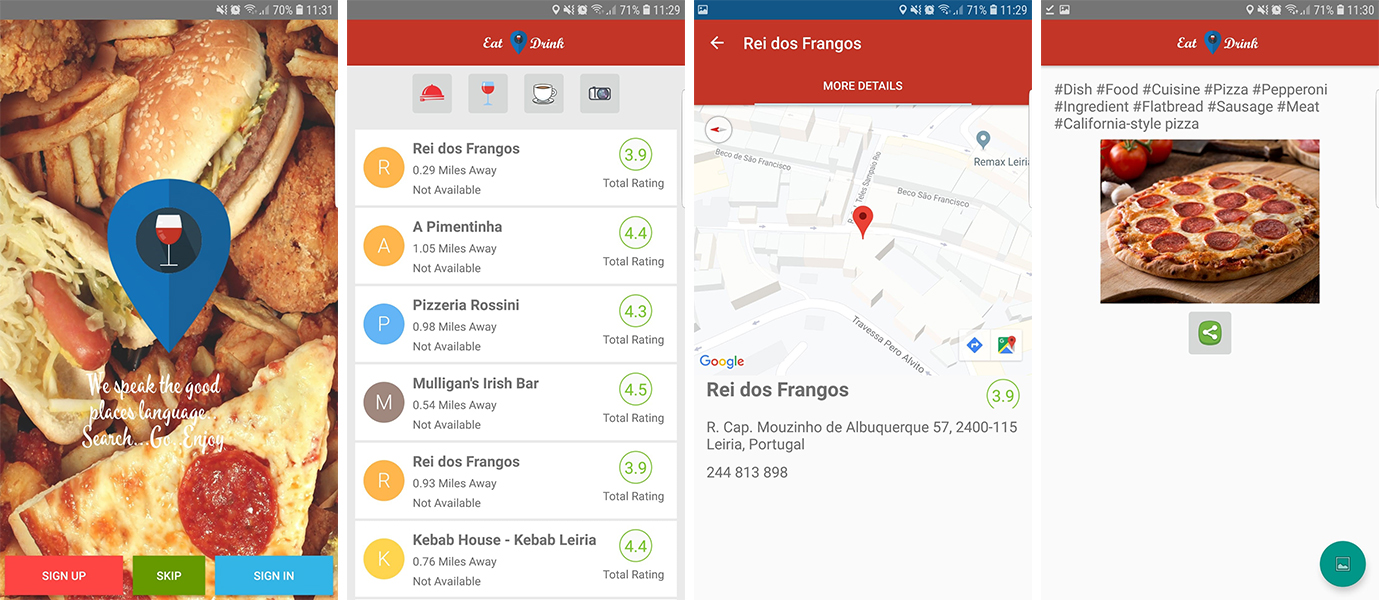 70% 11:31
We speak the good
places language..
Search...Go..Enjoy
SIGN UP
SKIP
SIGN IN
71% 11:29
Eat Drink
Rei dos Frangos
0.29 Miles Away
Not Available
3.9
Total Rating
A Pimentinha
1.05 Miles Away
Not Available
4.4
Total Rating
Pizzeria Rossini
0.98 Miles Away
Not Available
4.3
Total Rating
Mulligan's Irish Bar
0.54 Miles Away
Not Available
4.5
Total Rating
Rei dos Frangos
0.93 Miles Away
Not Available
3.9
Total Rating
Kebab House - Kebab Leiria
0.76 Miles Away
Not Available
4.4
Total Rating
R
A
P
M
R
K
71% 11:29
Rei dos Frangos
MORE DETAILS
Beco de São Francisco
Teles Sampaio Rio
Beco São Francisco
Remax Leiria
Travessa Pero Alvito
Google
Rei dos Frangos
3.9
R. Cap. Mouzinho de Albuquerque 57, 2400-115
Leiria, Portugal
244 813 898
71% 11:30
Eat Drink
#Dish #Food #Cuisine #Pizza #Pepperoni
#Ingredient #Flatbread #Sausage #Meat
#California-style pizza